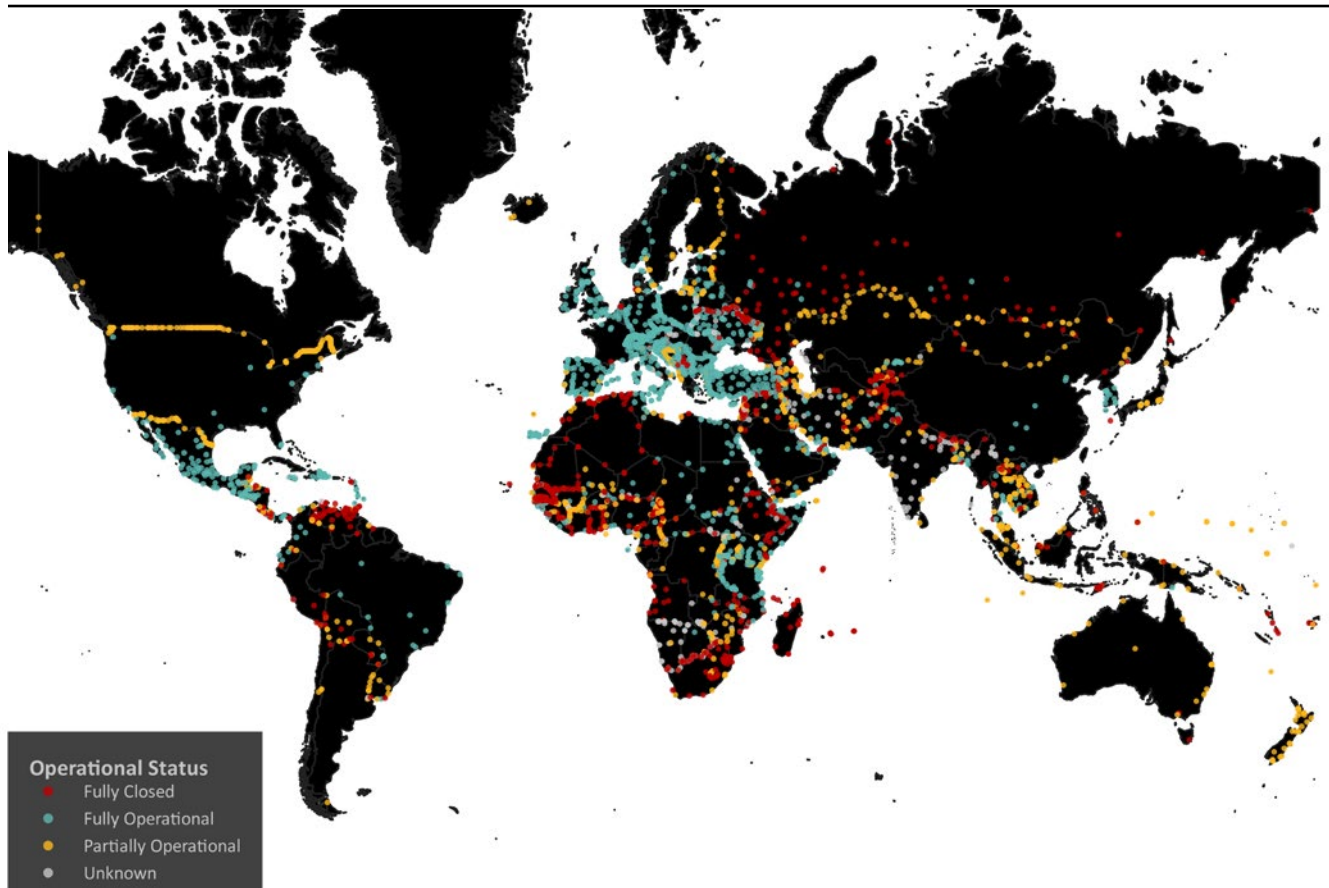 Operational Status
Fully Closed
Fully Operational
Partially Operational
Unknown